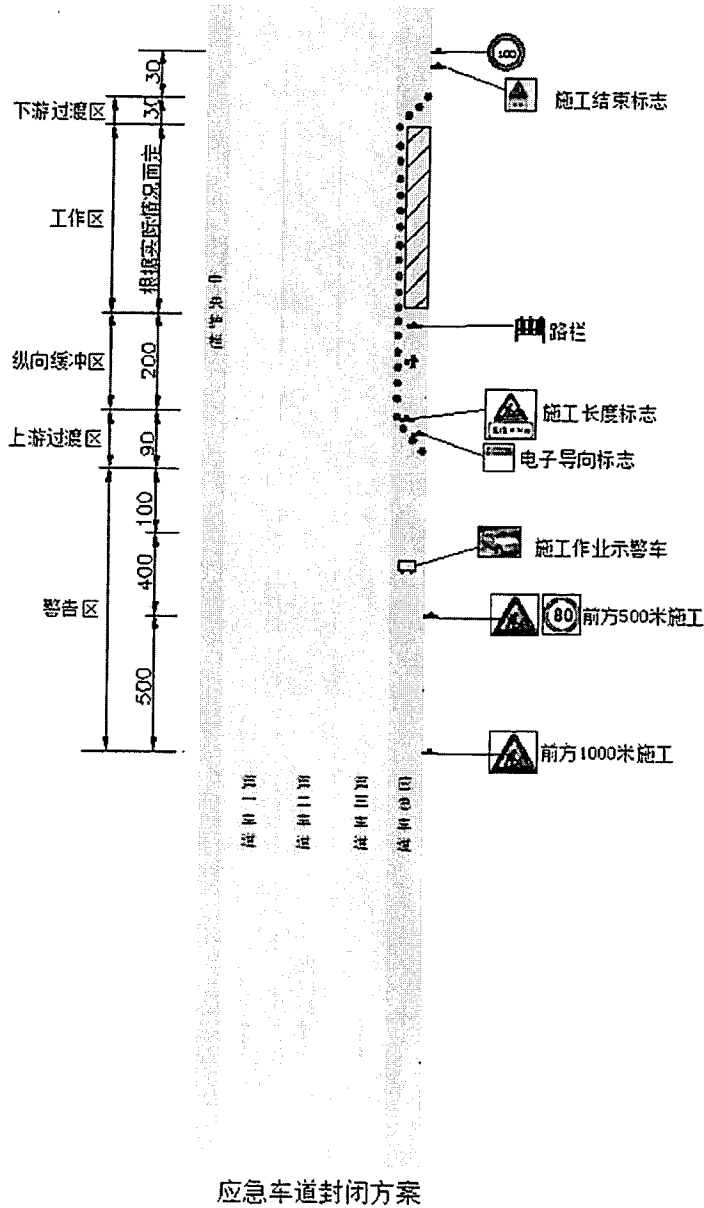 100
30
施工结束标志
下游过渡区
30
工作区
根据实际情况而定
路栏
纵向缓冲区
200
施工长度标志
上游过渡区
90
电子导向标志
100
施工作业示警车
400
警告区
80
前方500米施工
500
前方1000米施工
应急车道封闭方案